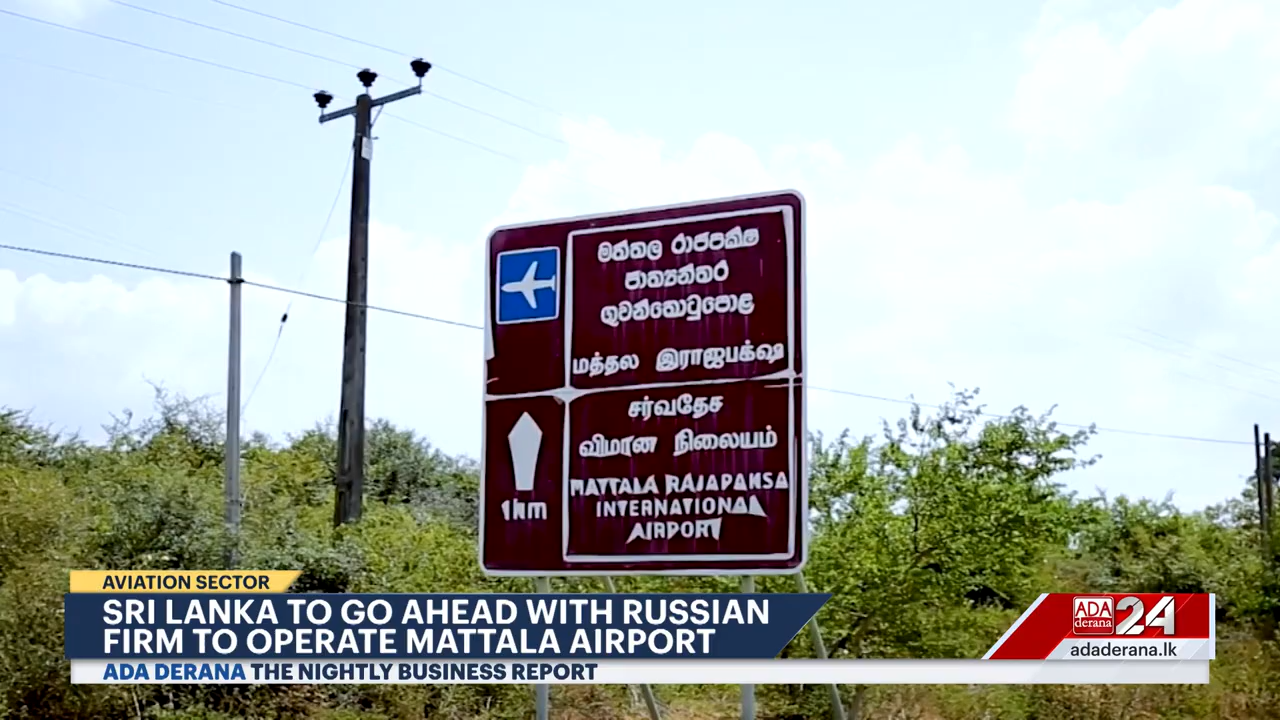 මත්තල රාජපක්ෂ
ජාත්‍යන්තර
ගුවන්තොටුපොළ
மத்தல இராஜபக்ஷ
சர்வதேச
விமான நிலையம்
MATTALA RAJAPAKSA
INTERNATIONAL
AIRPORT
1km
AVIATION SECTOR
SRI LANKA TO GO AHEAD WITH RUSSIAN
FIRM TO OPERATE MATTALA AIRPORT
ADA DERANA THE NIGHTLY BUSINESS REPORT
ADA
derana
24
adaderana.lk